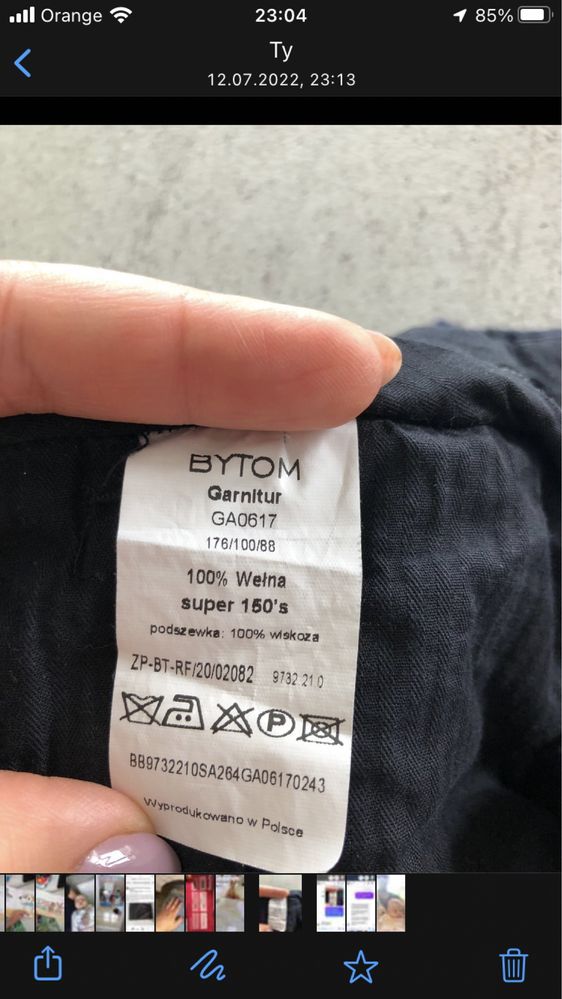 Orange 23:04 85%
Ty
12.07.2022, 23:13
BYTOM
Garnitur
GA0617
176/100/88
100% Wełna
super 150's
podszewka: 100% wiskoza
ZP-BT-RF/20/02082 9732 21 0
P
BB9732210SA264GA06170243
Wyprodukowano w Polsce